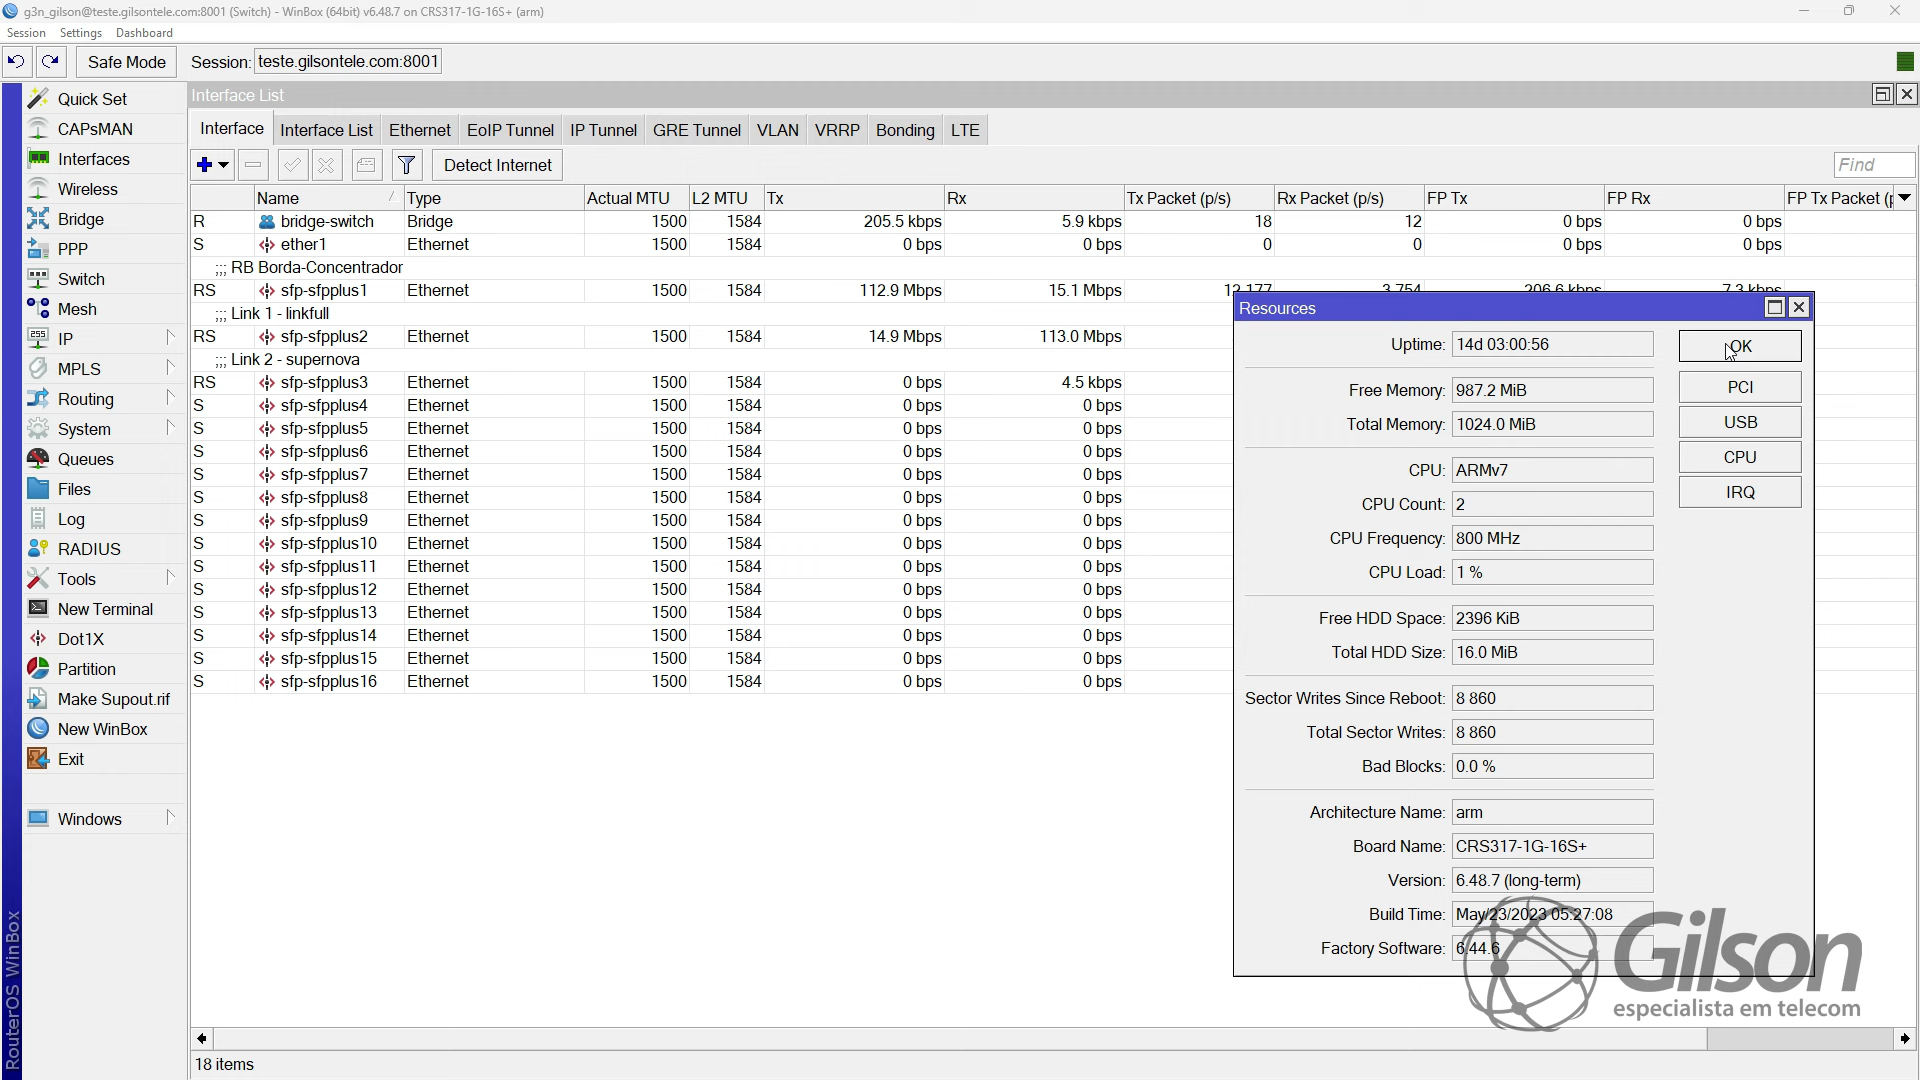 g3n_gilson@teste.gilsontele.com:8001 (Switch) - WinBox (64bit) v6.48.7 on CRS317-1G-16S+ (arm)
Session Settings Dashboard
Safe Mode Session: teste.gilsontele.com:8001
Quick Set
CAPsMAN
Interfaces
Wireless
Bridge
PPP
Switch
Mesh
IP
MPLS
Routing
System
Queues
Files
Log
RADIUS
Tools
New Terminal
Dot1X
Partition
Make Supout.rif
New WinBox
Exit
Windows
RouterOS WinBox
Interface List
Interface Interface List Ethernet EoIP Tunnel IP Tunnel GRE Tunnel VLAN VRRP Bonding LTE
Detect Internet Find
Name Type Actual MTU L2 MTU Tx Rx Tx Packet (p/s) Rx Packet (p/s) FP Tx FP Rx FP Tx Packet (
R bridge-switch Bridge 1500 1584 205.5 kbps 5.9 kbps 18 12 0 bps 0 bps
S ether1 Ethernet 1500 1584 0 bps 0 bps 0 0 0 bps 0 bps
;;; RB Borda-Concentrador
RS sfp-sfpplus1 Ethernet 1500 1584 112.9 Mbps 15.1 Mbps 12 177 3 754 206.6 kbps 7.3 kbps
;;; Link 1 - linkfull
RS sfp-sfpplus2 Ethernet 1500 1584 14.9 Mbps 113.0 Mbps
;;; Link 2 - supernova
RS sfp-sfpplus3 Ethernet 1500 1584 0 bps 4.5 kbps
S sfp-sfpplus4 Ethernet 1500 1584 0 bps 0 bps
S sfp-sfpplus5 Ethernet 1500 1584 0 bps 0 bps
S sfp-sfpplus6 Ethernet 1500 1584 0 bps 0 bps
S sfp-sfpplus7 Ethernet 1500 1584 0 bps 0 bps
S sfp-sfpplus8 Ethernet 1500 1584 0 bps 0 bps
S sfp-sfpplus9 Ethernet 1500 1584 0 bps 0 bps
S sfp-sfpplus10 Ethernet 1500 1584 0 bps 0 bps
S sfp-sfpplus11 Ethernet 1500 1584 0 bps 0 bps
S sfp-sfpplus12 Ethernet 1500 1584 0 bps 0 bps
S sfp-sfpplus13 Ethernet 1500 1584 0 bps 0 bps
S sfp-sfpplus14 Ethernet 1500 1584 0 bps 0 bps
S sfp-sfpplus15 Ethernet 1500 1584 0 bps 0 bps
S sfp-sfpplus16 Ethernet 1500 1584 0 bps 0 bps
18 items
Resources
Uptime: 14d 03:00:56
Free Memory: 987.2 MiB
Total Memory: 1024.0 MiB
CPU: ARMv7
CPU Count: 2
CPU Frequency: 800 MHz
CPU Load: 1 %
Free HDD Space: 2396 KiB
Total HDD Size: 16.0 MiB
Sector Writes Since Reboot: 8 860
Total Sector Writes: 8 860
Bad Blocks: 0.0 %
Architecture Name: arm
Board Name: CRS317-1G-16S+
Version: 6.48.7 (long-term)
Build Time: May/23/2023 05:27:08
Factory Software: 6.44.6
OK
PCI
USB
CPU
IRQ
Gilson
especialista em telecom